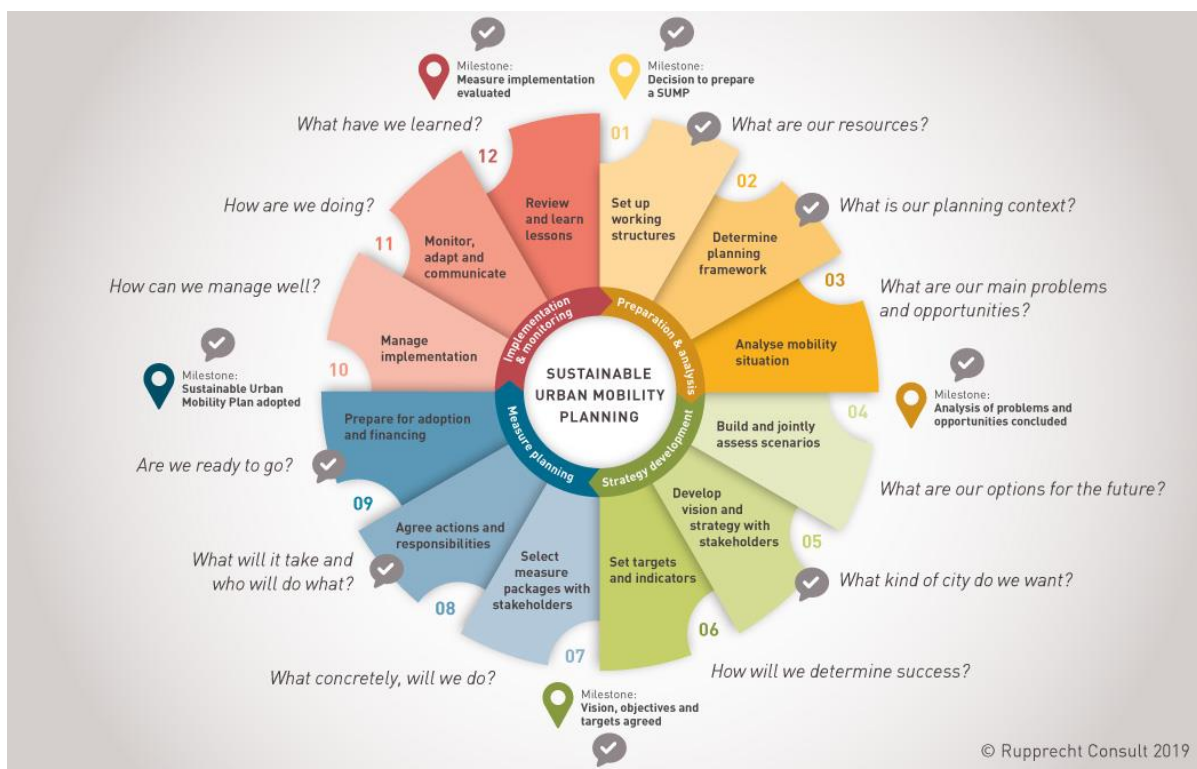 Milestone:
Measure implementation
evaluated
Milestone:
Decision to prepare
a SUMP
What have we learned?
What are our resources?
01
Set up
working
structures
02
What is our planning context?
Determine
planning
framework
03
What are our main problems
and opportunities?
Analyse mobility
situation
Milestone:
Analysis of problems and
opportunities concluded
04
Build and jointly
assess scenarios
What are our options for the future?
05
Develop
vision and
strategy with
stakeholders
What kind of city do we want?
06
Set targets
and indicators
How will we determine success?
Milestone:
Vision, objectives and
targets agreed
07
Select
measure
packages with
stakeholders
What concretely, will we do?
08
Agree actions and
responsibilities
What will it take and
who will do what?
09
Prepare for adoption
and financing
Are we ready to go?
Milestone:
Sustainable Urban
Mobility Plan adopted
10
Manage
implementation
How can we manage well?
11
Monitor,
adapt and
communicate
How are we doing?
12
Review
and learn
lessons
Preparation & analysis
Strategy development
Measure planning
Implementation
& monitoring
SUSTAINABLE
URBAN MOBILITY
PLANNING
© Rupprecht Consult 2019